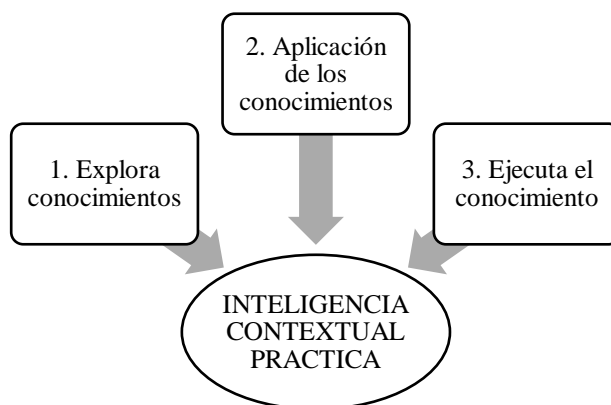 1. Explora
conocimientos
2. Aplicación
de los
conocimientos
3. Ejecuta el
conocimiento
INTELIGENCIA
CONTEXTUAL
PRACTICA